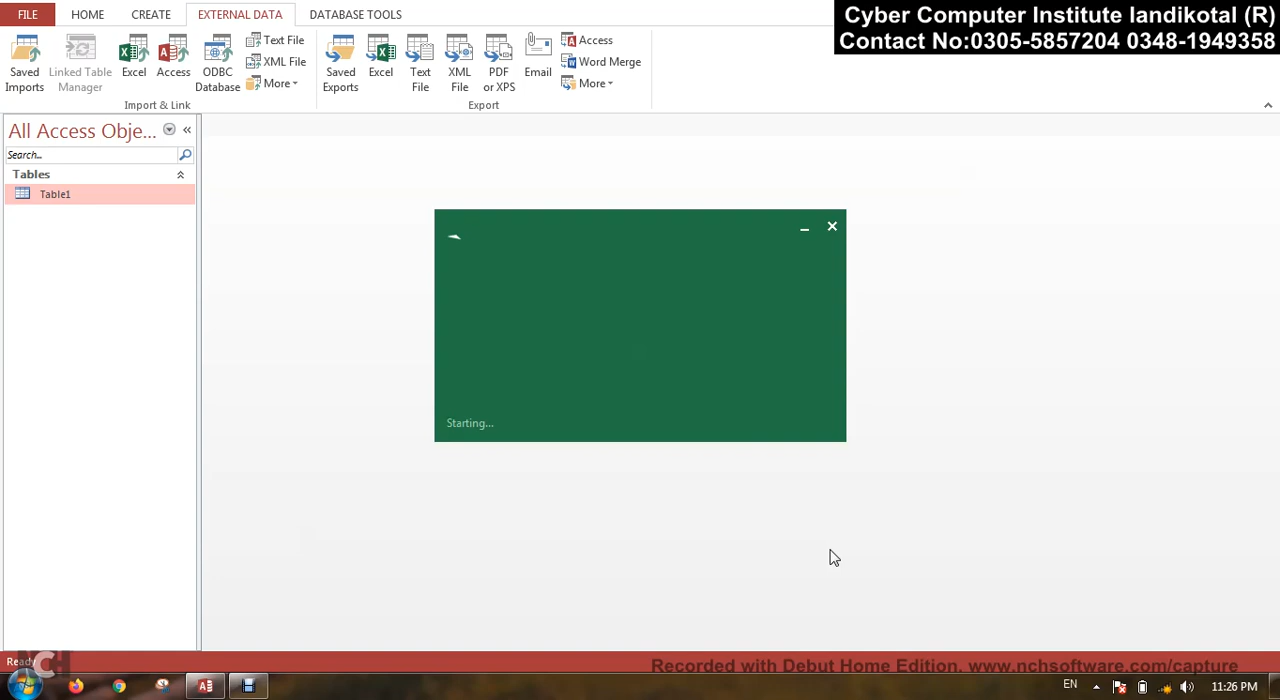 FILE HOME CREATE EXTERNAL DATA DATABASE TOOLS
Cyber Computer Institute landikotal (R)
Contact No:0305-5857204 0348-1949358
Saved Imports
Linked Table Manager
Excel
Access
ODBC Database
Text File
XML File
More
Import & Link
Saved Exports
Excel
Text File
XML File
PDF or XPS
Email
Access
Word Merge
More
Export
All Access Obje...
Search...
Tables
Table1
Starting...
Ready
Recorded with Debut Home Edition. www.nchsoftware.com/capture
EN
11:26 PM